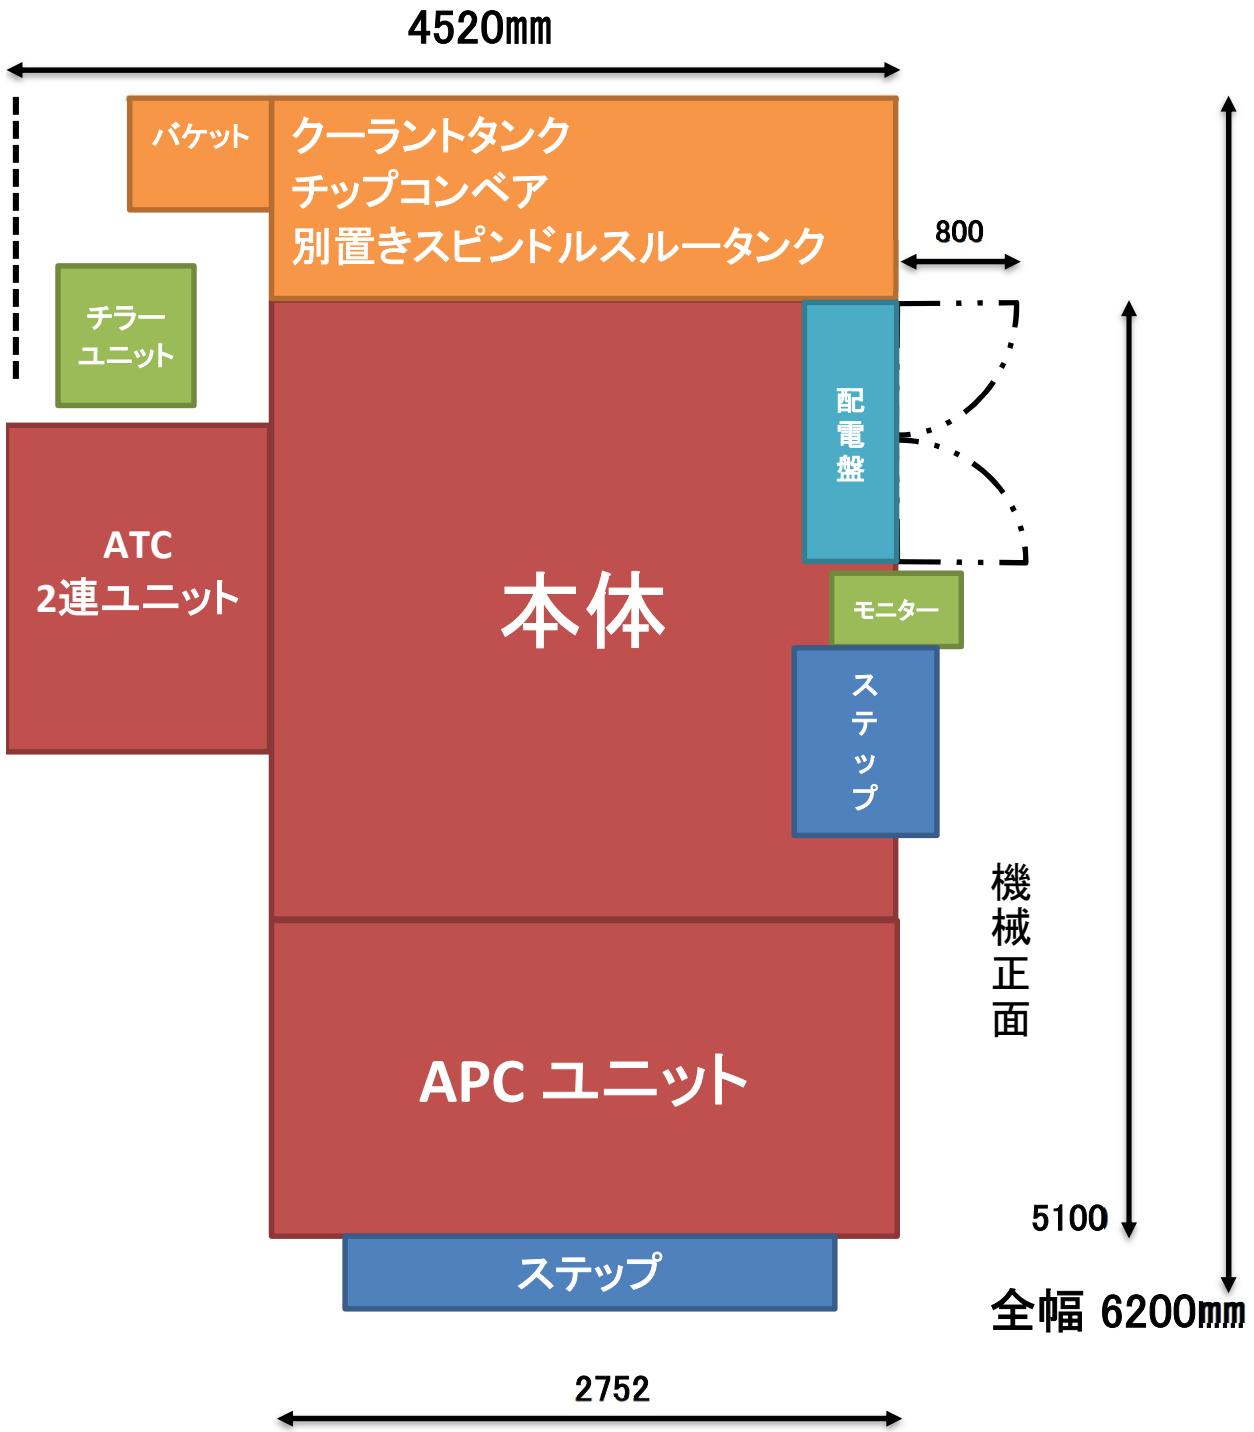 4520㎜
バケット
クーラントタンク
チップコンベア
別置きスピンドルスルータンク
800
チラー
ユニット
配電盤
ATC
2連ユニット
本体
モニター
ステップ
機械正面
APC ユニット
5100
ステップ
全幅 6200㎜
2752